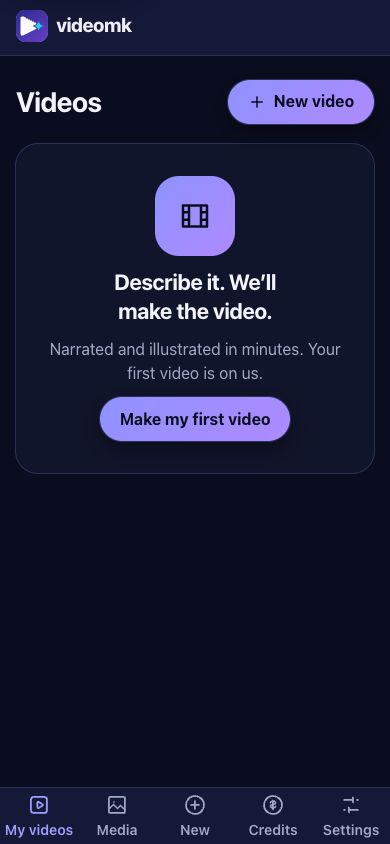 videomk
Videos
New video
Describe it. We’ll
make the video.
Narrated and illustrated in minutes. Your
first video is on us.
Make my first video
My videos
Media
New
Credits
Settings